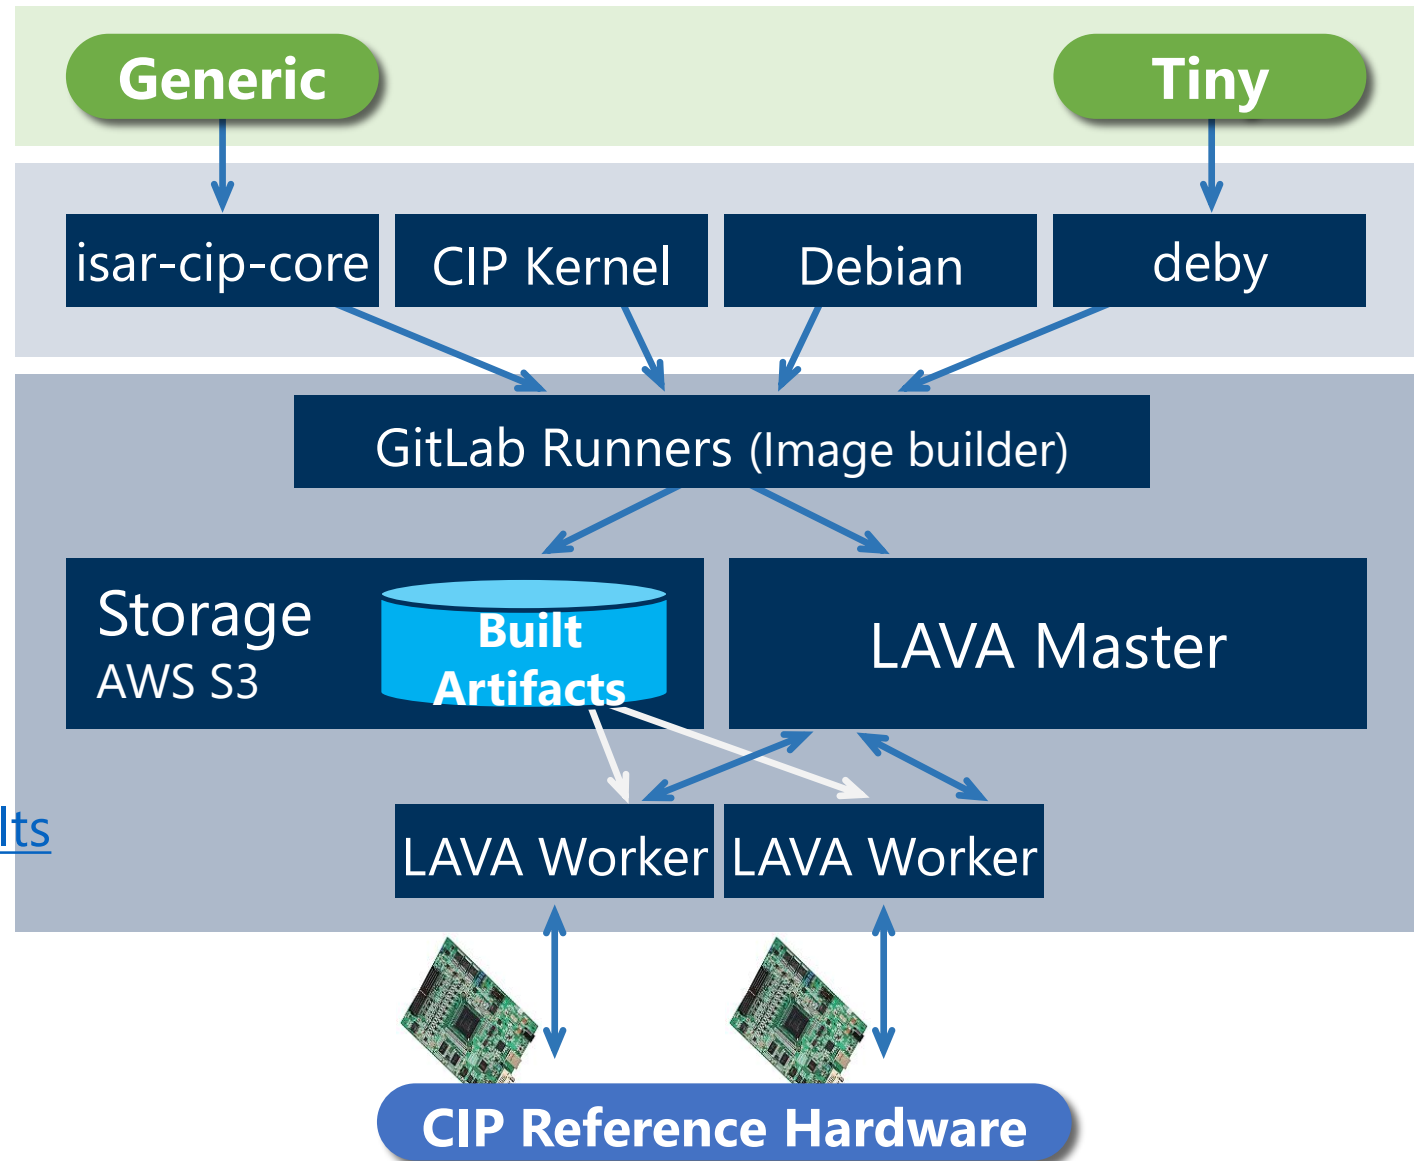 Generic
Tiny
isar-cip-core
CIP Kernel
Debian
deby
GitLab Runners (Image builder)
Storage
AWS S3
Built
Artifacts
LAVA Master
lts
LAVA Worker
LAVA Worker
CIP Reference Hardware